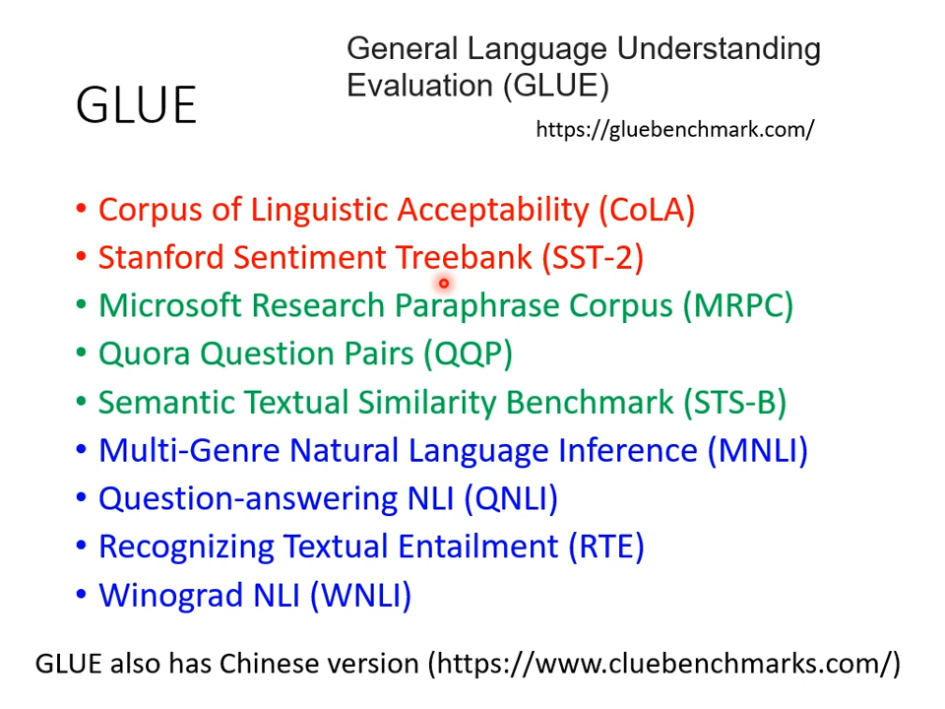 General Language Understanding
Evaluation (GLUE)
GLUE
https://gluebenchmark.com/
• Corpus of Linguistic Acceptability (CoLA)
• Stanford Sentiment Treebank (SST-2)
• Microsoft Research Paraphrase Corpus (MRPC)
• Quora Question Pairs (QQP)
• Semantic Textual Similarity Benchmark (STS-B)
• Multi-Genre Natural Language Inference (MNLI)
• Question-answering NLI (QNLI)
• Recognizing Textual Entailment (RTE)
• Winograd NLI (WNLI)
GLUE also has Chinese version (https://www.cluebenchmarks.com/)